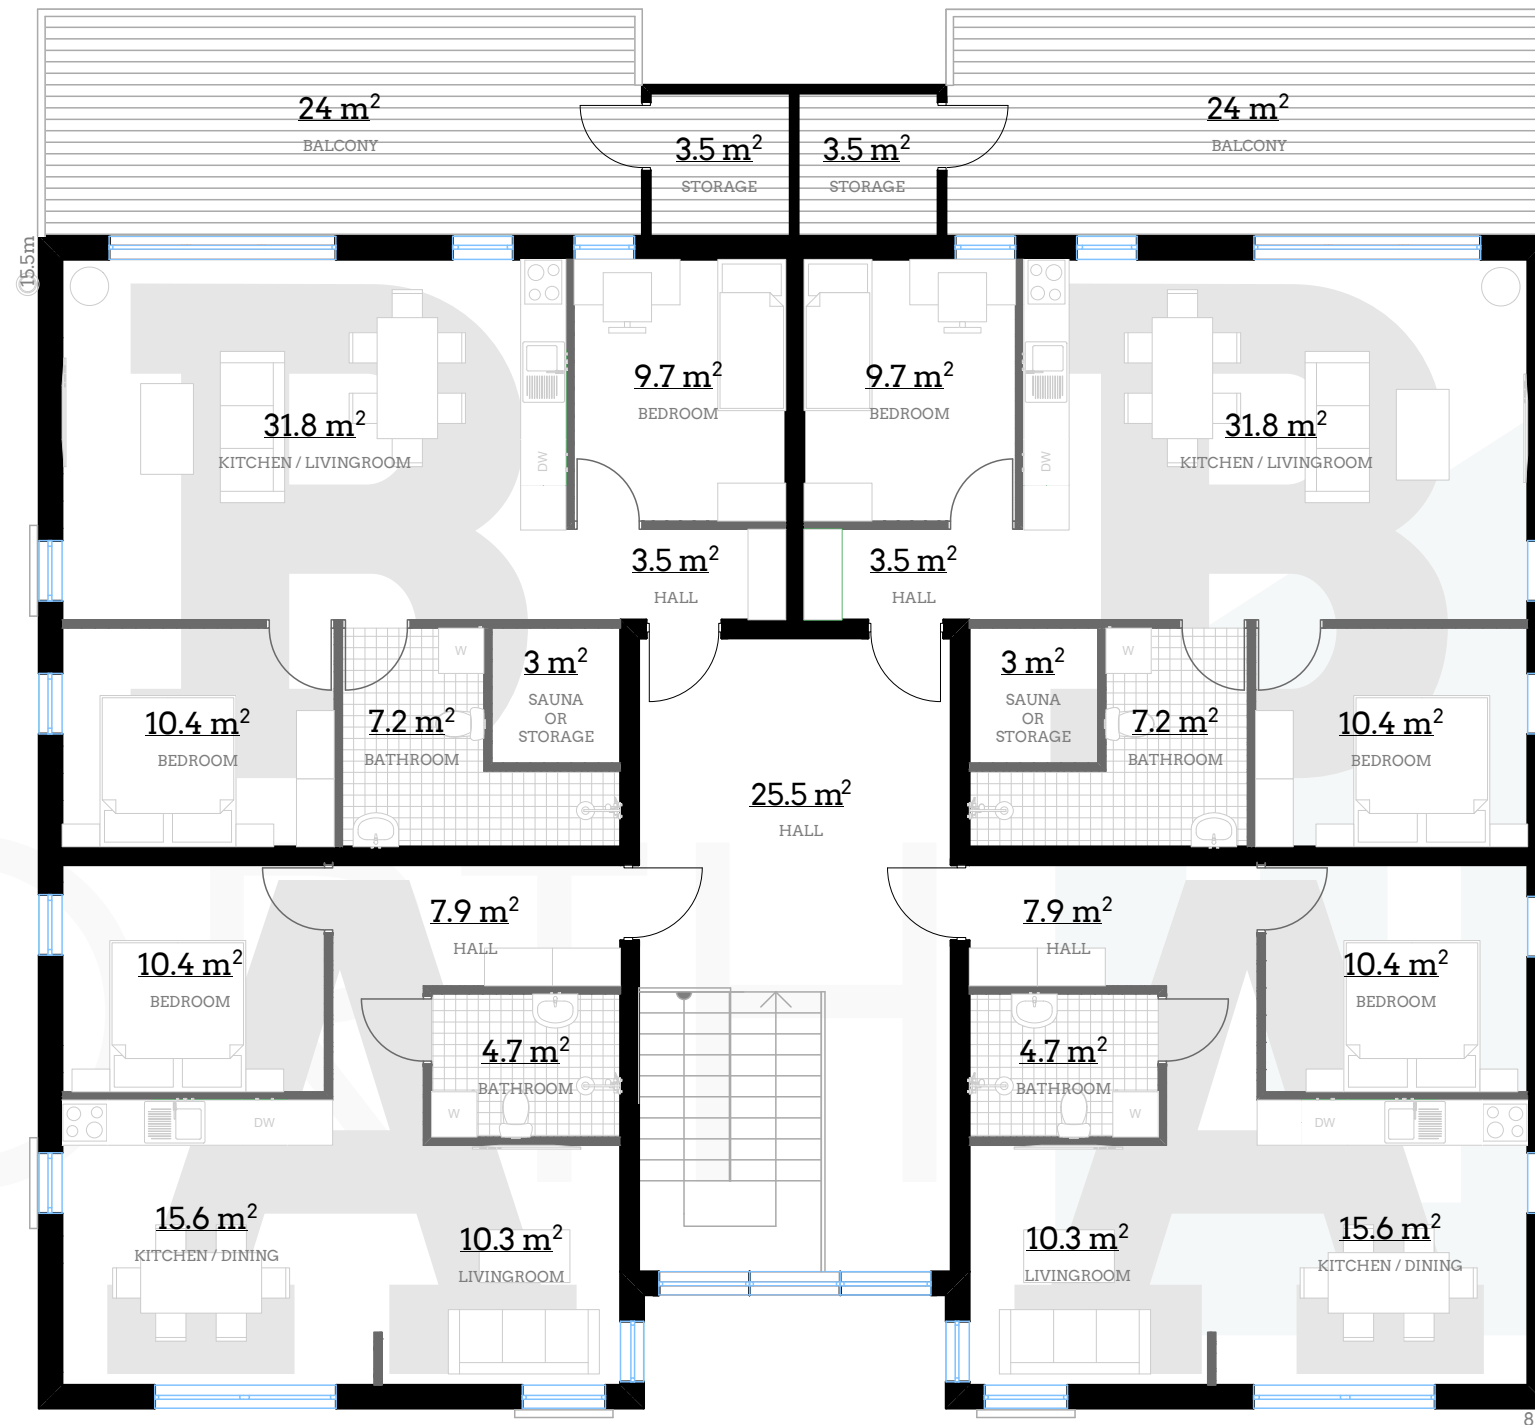 24 m²
BALCONY
24 m²
BALCONY
3.5 m²
STORAGE
3.5 m²
STORAGE
15.5m
9.7 m²
BEDROOM
9.7 m²
BEDROOM
31.8 m²
KITCHEN / LIVINGROOM
31.8 m²
KITCHEN / LIVINGROOM
DW
DW
B
B
3.5 m²
HALL
3.5 m²
HALL
10.4 m²
BEDROOM
7.2 m²
BATHROOM
W
3 m²
SAUNA
OR
STORAGE
3 m²
SAUNA
OR
STORAGE
W
7.2 m²
BATHROOM
10.4 m²
BEDROOM
25.5 m²
HALL
10.4 m²
BEDROOM
7.9 m²
HALL
7.9 m²
HALL
10.4 m²
BEDROOM
4.7 m²
BATHROOM
W
4.7 m²
BATHROOM
W
DW
DW
A
A
15.6 m²
KITCHEN / DINING
10.3 m²
LIVINGROOM
10.3 m²
LIVINGROOM
15.6 m²
KITCHEN / DINING
8